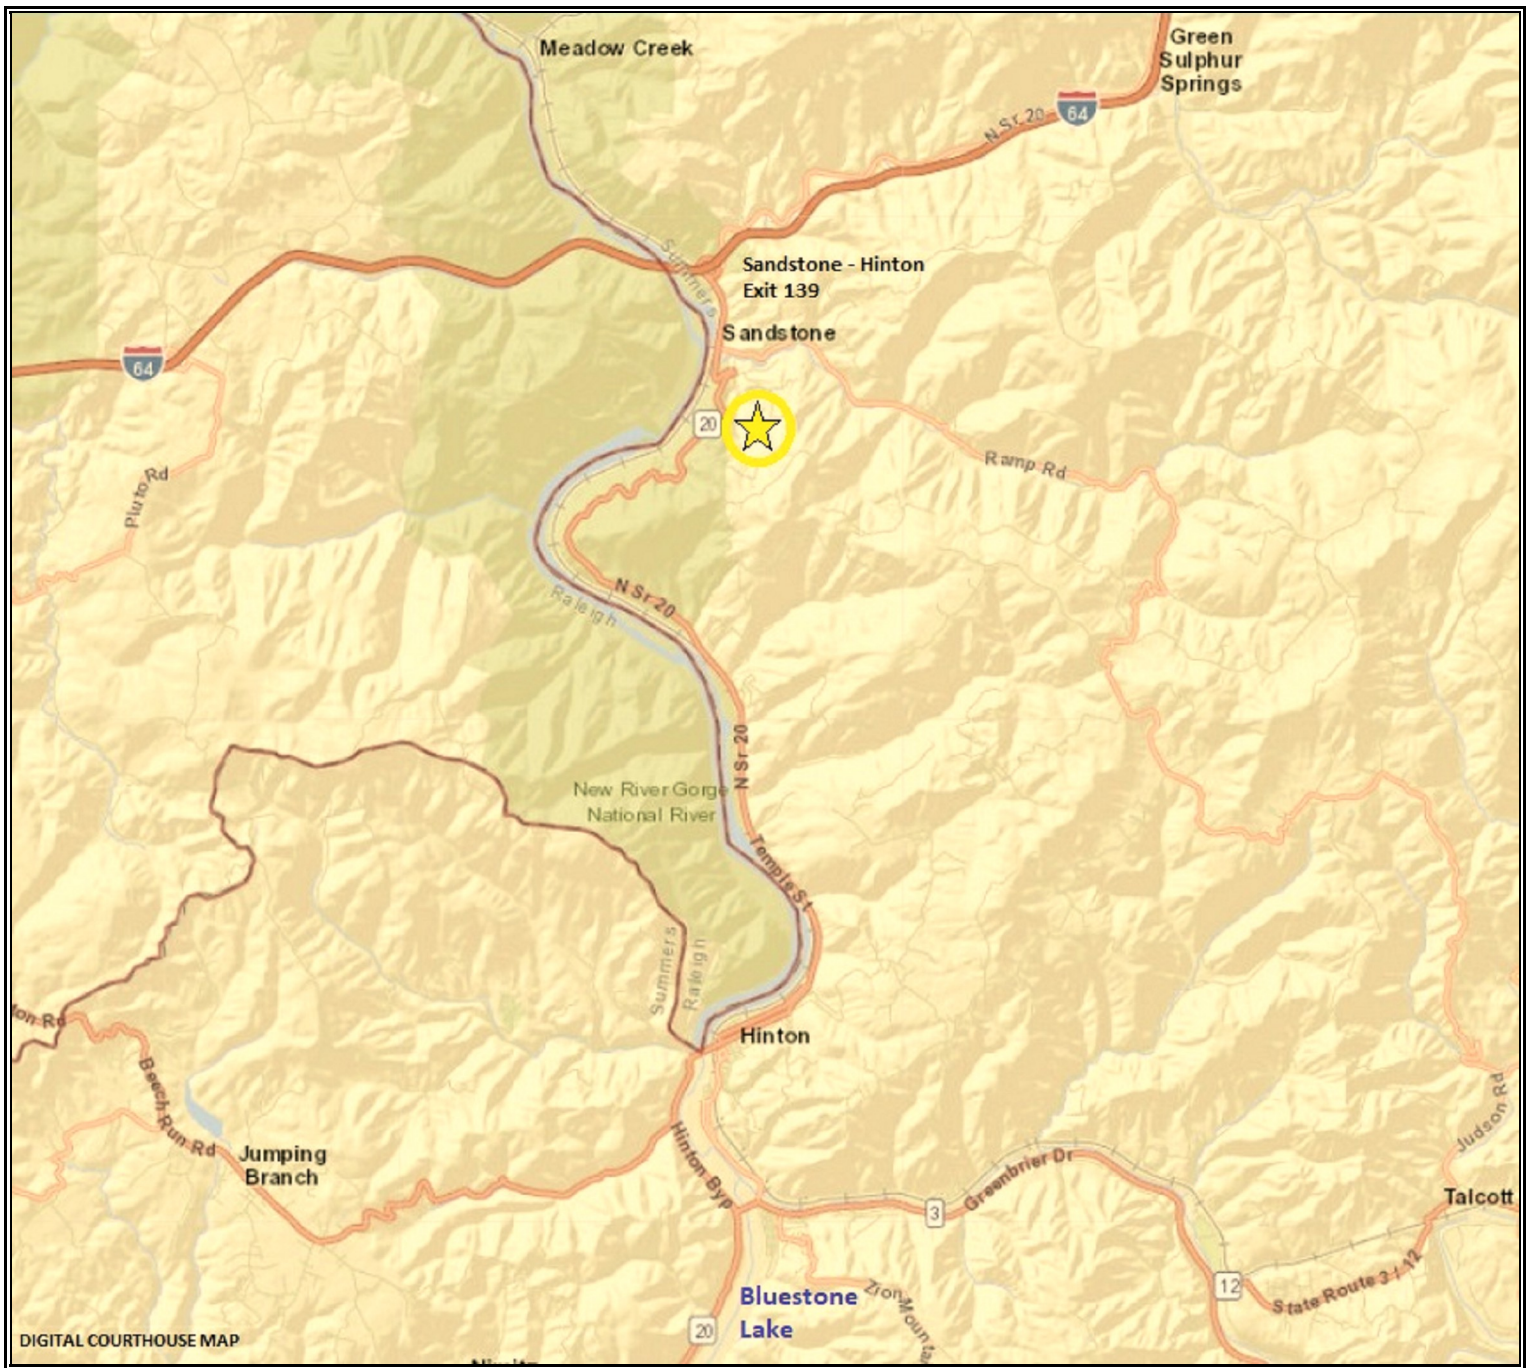 Meadow Creek
Green
Sulphur
Springs
64
N Sr 20
Summers
Sandstone - Hinton
Exit 139
Sandstone
64
20
Ramp Rd
Pluto Rd
N Sr 20
Raleigh
N Sr 20
New River Gorge
National River
Temple St
Summers
Raleigh
ton Rd
Hinton
Beech Run Rd
Judson Rd
Jumping
Branch
Hinton Byp
Greenbrier Dr
Talcott
3
12
State Route 3 / 12
Bluestone
Lake
Zion Mounta
20
DIGITAL COURTHOUSE MAP